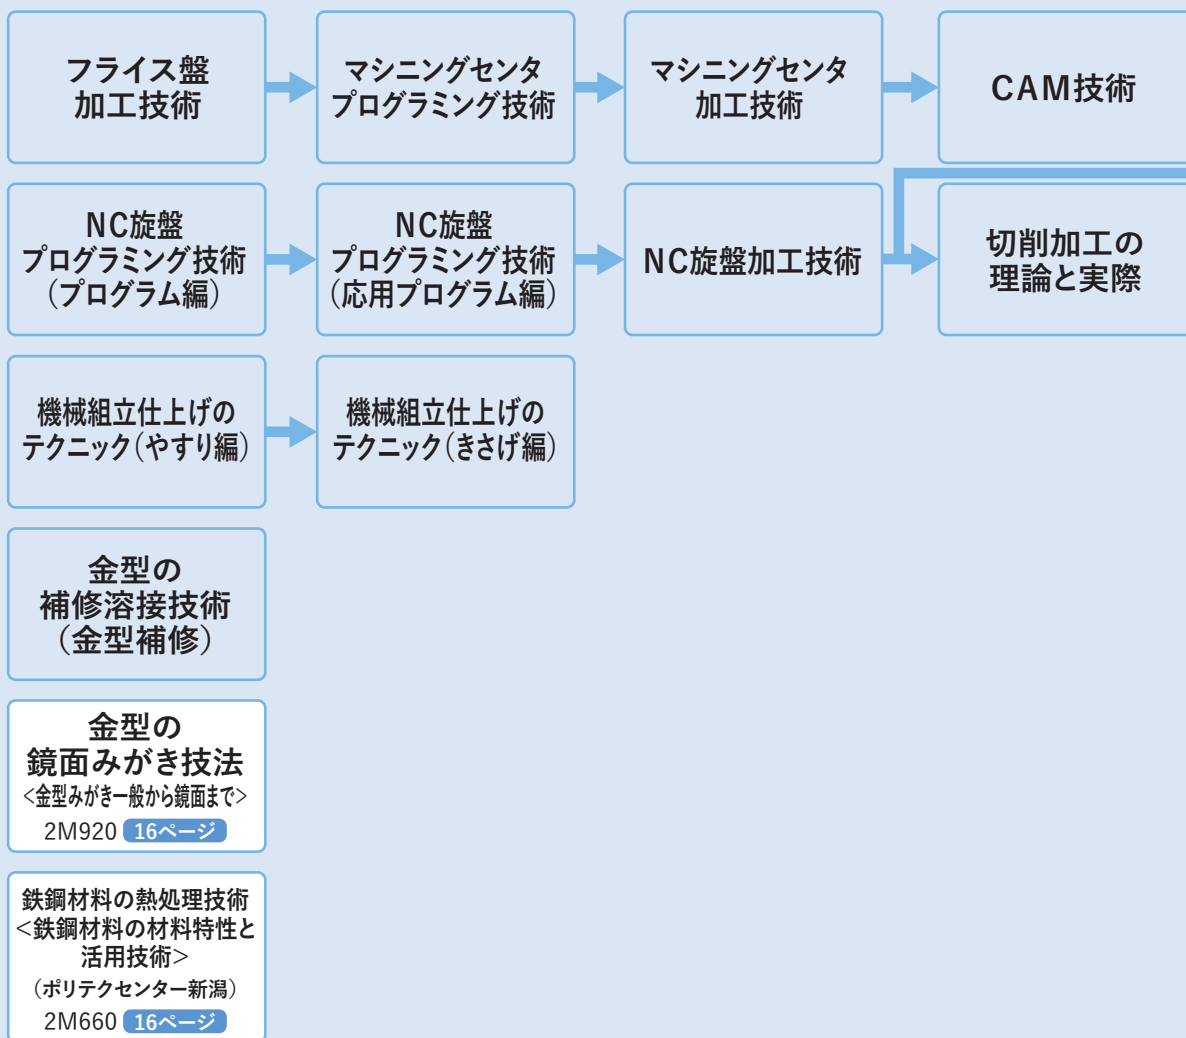 フライス盤
加工技術
マシニングセンタ
プログラミング技術
マシニングセンタ
加工技術
CAM技術
NC旋盤
プログラミング技術
(プログラム編)
NC旋盤
プログラミング技術
(応用プログラム編)
NC旋盤加工技術
切削加工の
理論と実際
機械組立仕上げの
テクニック(やすり編)
機械組立仕上げの
テクニック(きさげ編)
金型の
補修溶接技術
(金型補修)
金型の
鏡面みがき技法
<金型みがき一般から鏡面まで>
2M920 16ページ
鉄鋼材料の熱処理技術
<鉄鋼材料の材料特性と
活用技術>
(ポリテクセンター新潟)
2M660 16ページ